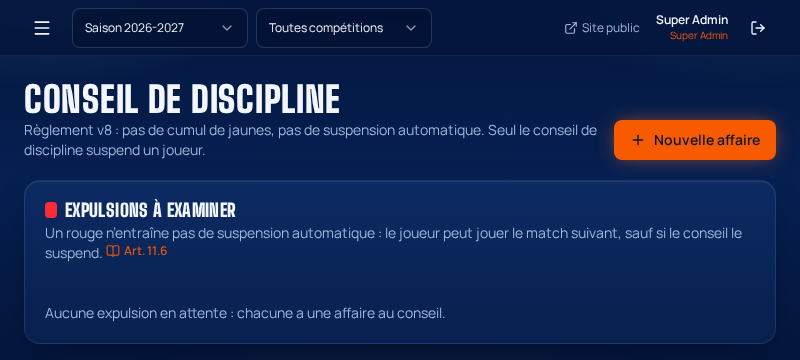 Saison 2026-2027
Toutes compétitions
Site public
Super Admin
Super Admin
CONSEIL DE DISCIPLINE
Règlement v8 : pas de cumul de jaunes, pas de suspension automatique. Seul le conseil de
discipline suspend un joueur.
Nouvelle affaire
EXPULSIONS À EXAMINER
Un rouge n'entraîne pas de suspension automatique : le joueur peut jouer le match suivant, sauf si le conseil le
suspend. Art. 11.6
Aucune expulsion en attente : chacune a une affaire au conseil.